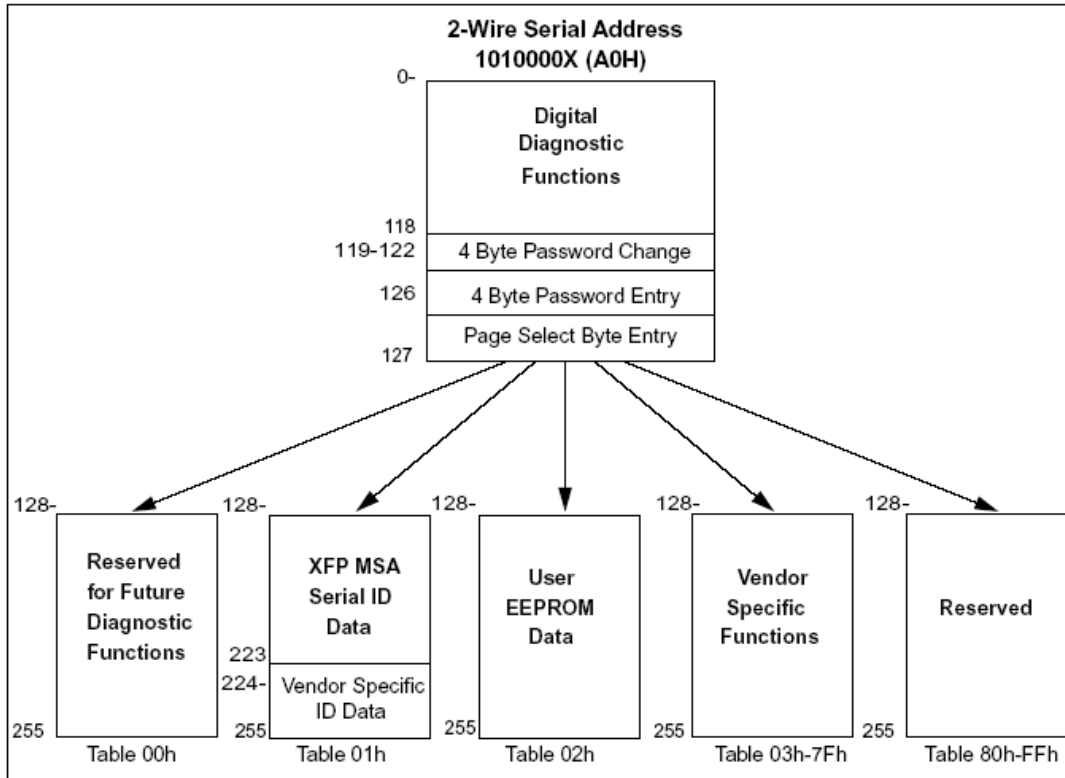 2-Wire Serial Address
1010000X (A0H)
0-
Digital
Diagnostic
Functions
118
119-122
4 Byte Password Change
126
4 Byte Password Entry
Page Select Byte Entry
127
128-
Reserved
for Future
Diagnostic
Functions
255
Table 00h
128-
XFP MSA
Serial ID
Data
223
224-
Vendor Specific
ID Data
255
Table 01h
128-
User
EEPROM
Data
255
Table 02h
128-
Vendor
Specific
Functions
255
Table 03h-7Fh
128-
Reserved
255
Table 80h-FFh